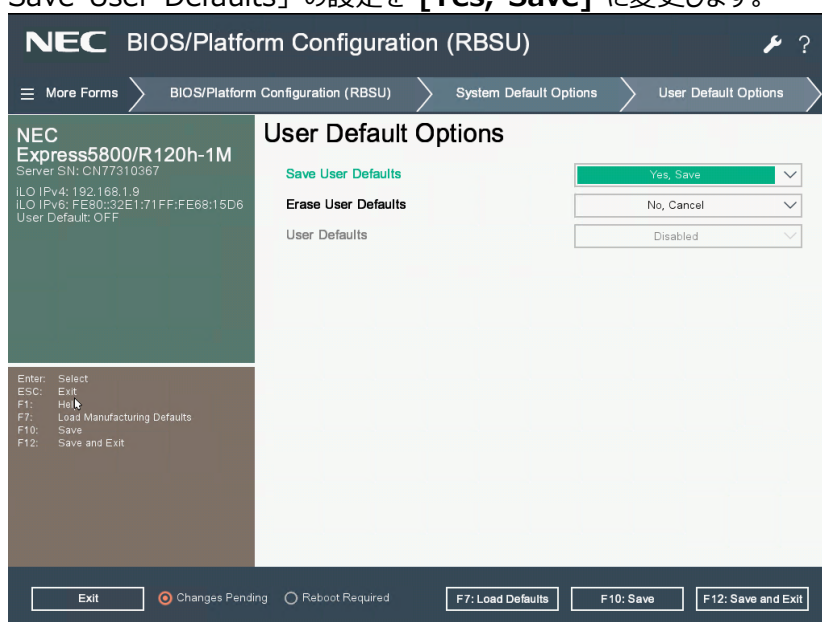 Save User Defaults」の設定を [Yes, Save] に変更します。
NEC BIOS/Platform Configuration (RBSU) ?
More Forms BIOS/Platform Configuration (RBSU) System Default Options User Default Options
NEC
Express5800/R120h-1M
Server SN: CN77310367
iLO IPv4: 192.168.1.9
iLO IPv6: FE80::32E1:71FF:FE68:15D6
User Default: OFF
User Default Options
Save User Defaults Yes, Save
Erase User Defaults No, Cancel
User Defaults Disabled
Enter: Select
ESC: Exit
F1: Help
F7: Load Manufacturing Defaults
F10: Save
F12: Save and Exit
Exit Changes Pending Reboot Required F7: Load Defaults F10: Save F12: Save and Exit